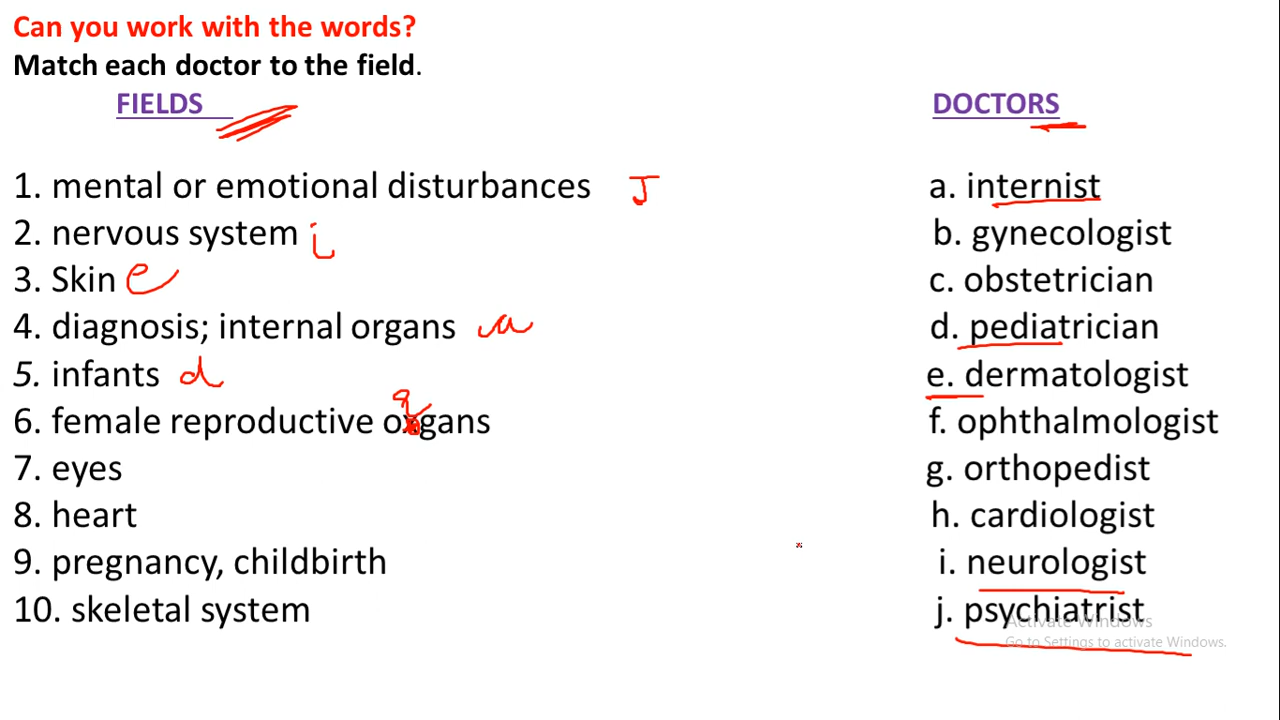 Can you work with the words?
Match each doctor to the field.
FIELDS
DOCTORS
1. mental or emotional disturbances J
a. internist
2. nervous system i
b. gynecologist
3. Skin e
c. obstetrician
4. diagnosis; internal organs a
d. pediatrician
5. infants d
e. dermatologist
6. female reproductive organs
f. ophthalmologist
7. eyes
g. orthopedist
8. heart
h. cardiologist
9. pregnancy, childbirth
i. neurologist
10. skeletal system
j. psychiatrist
Activate Windows
Go to Settings to activate Windows.